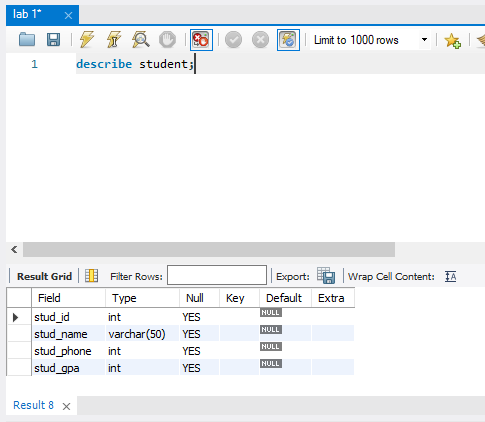 lab 1* ×
Limit to 1000 rows
1 describe student;
Result Grid Filter Rows: Export: Wrap Cell Content: IA
Field Type Null Key Default Extra
stud_id int YES NULL
stud_name varchar(50) YES NULL
stud_phone int YES NULL
stud_gpa int YES NULL
Result 8 ×